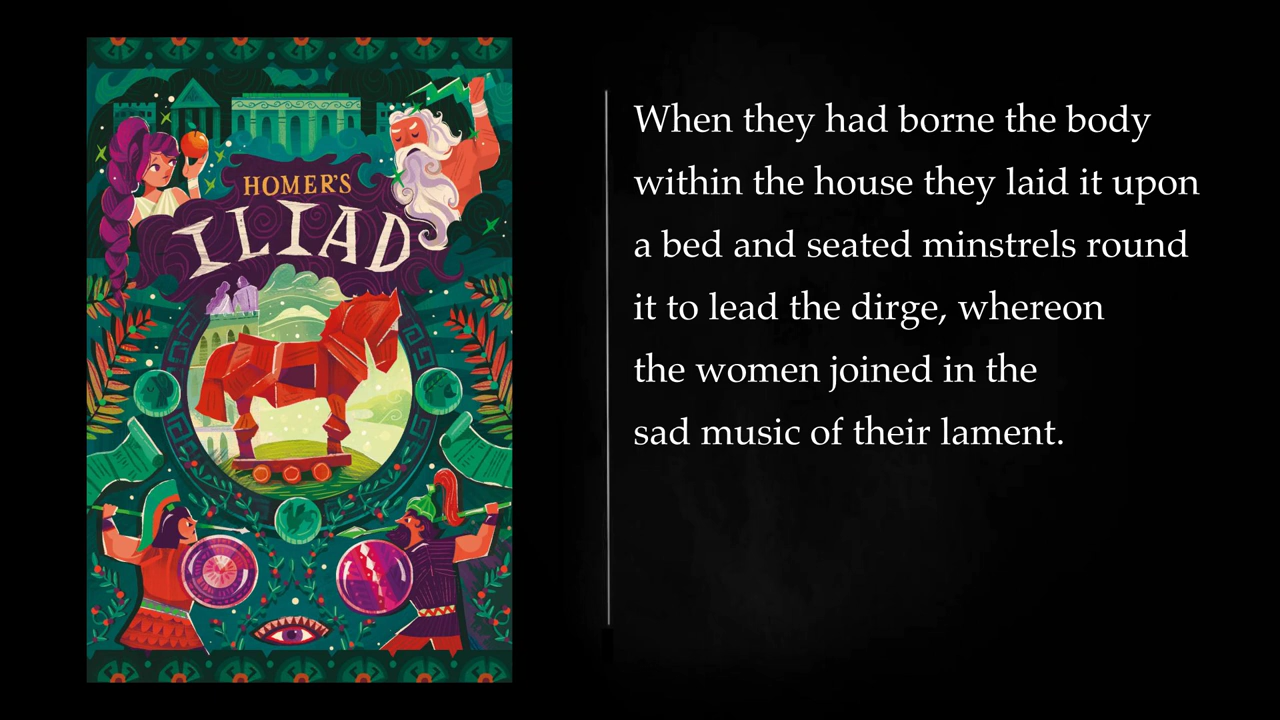 HOMER'S
ILIAD
When they had borne the body
within the house they laid it upon
a bed and seated minstrels round
it to lead the dirge, whereon
the women joined in the
sad music of their lament.